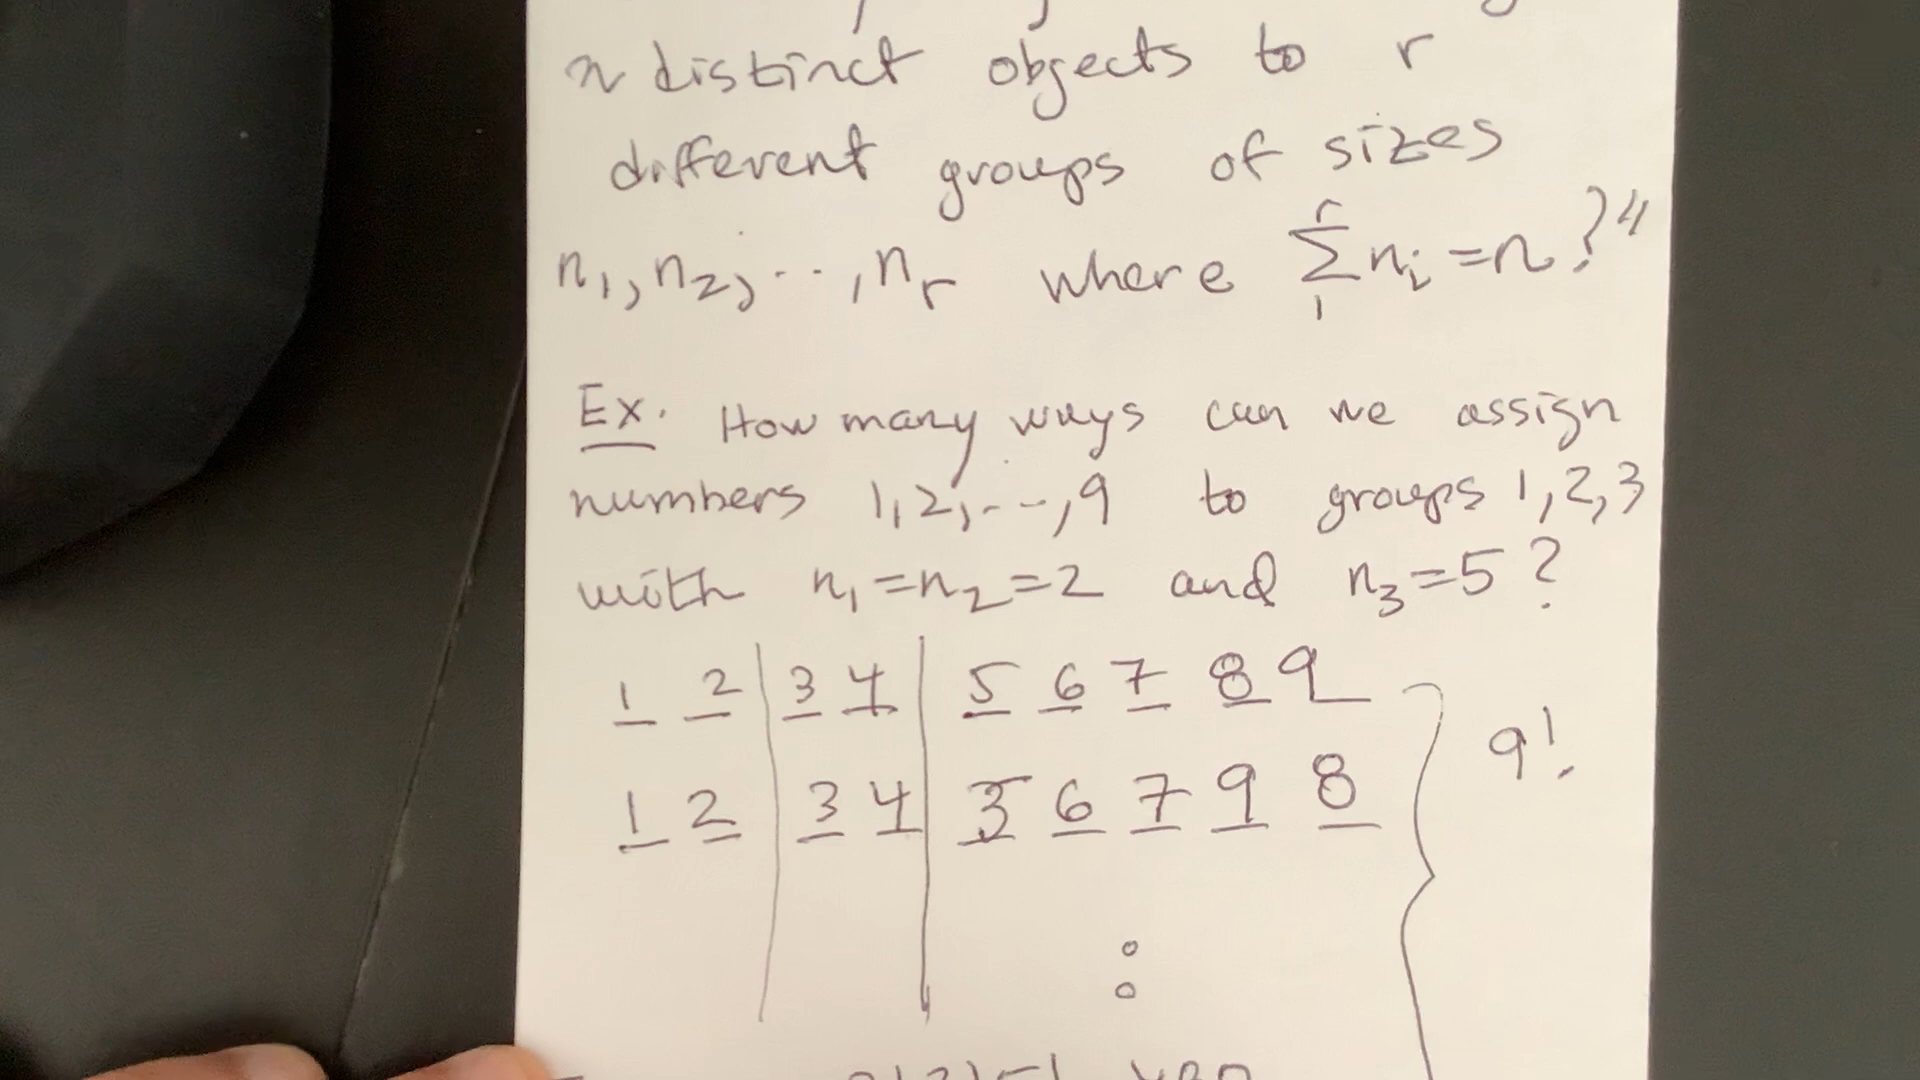 n distinct objects to r
different groups of sizes
n₁, n₂, ..., nᵣ where Σ₁ʳ nᵢ = n?"
Ex. How many ways can we assign
numbers 1, 2, ..., 9 to groups 1, 2, 3
with n₁ = n₂ = 2 and n₃ = 5?
1 2 | 3 4 | 5 6 7 8 9
1 2 | 3 4 | 5 6 7 9 8
9!